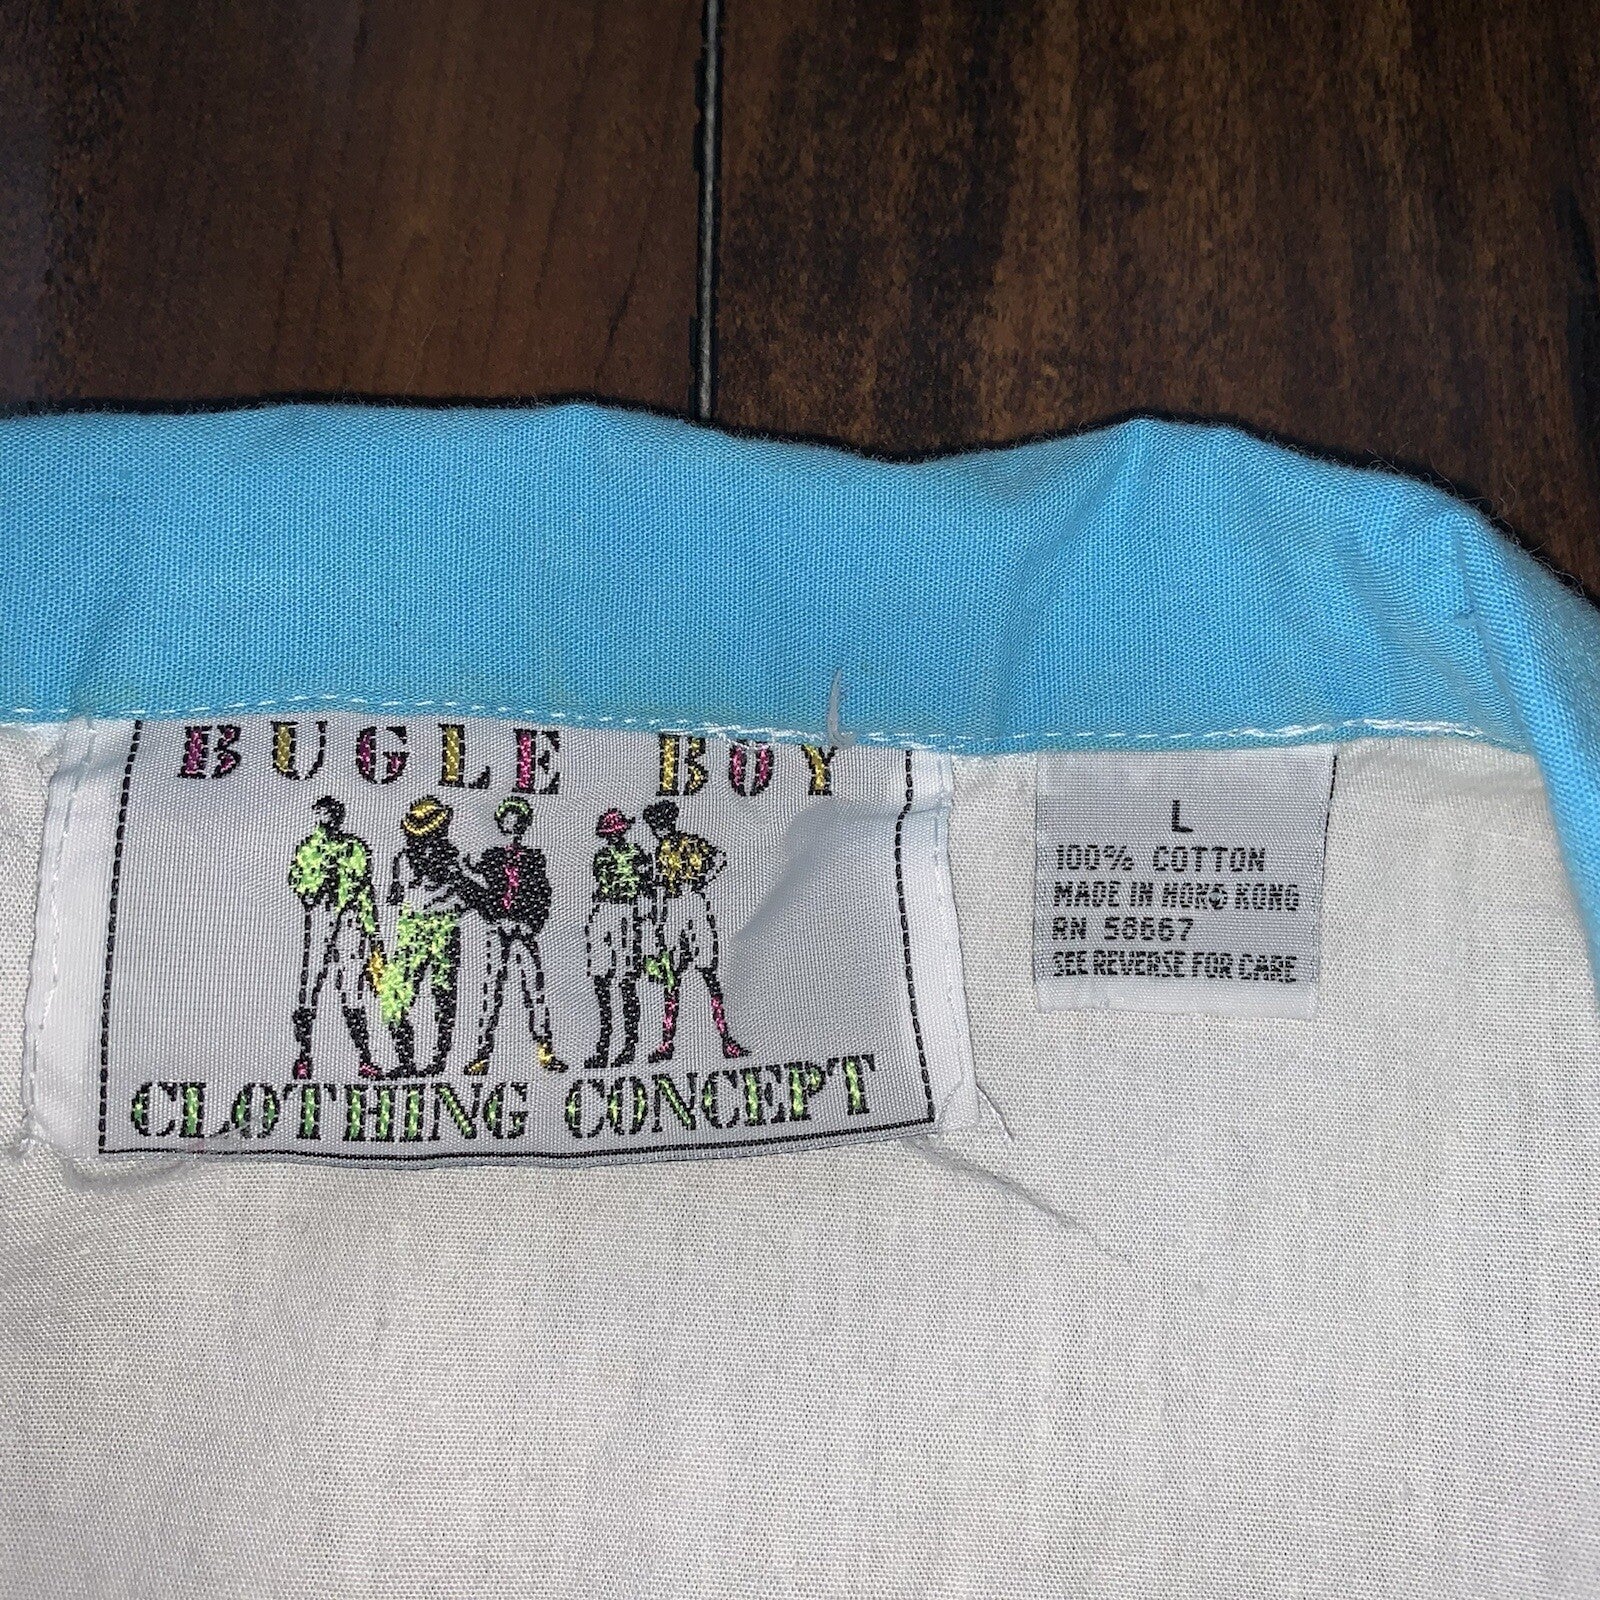 BUGLE BOY
CLOTHING CONCEPT
L
100% COTTON
MADE IN HONG KONG
RN 58667
SEE REVERSE FOR CARE